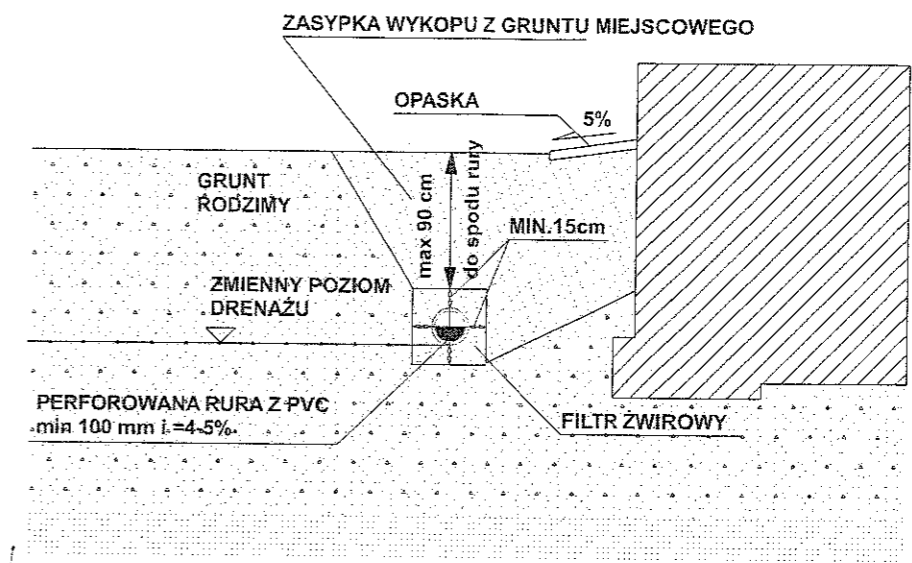 ZASYPKA WYKOPU Z GRUNTU MIEJSCOWEGO
OPASKA
5%
GRUNT
RODZIMY
max 90 cm
do spodu rury
MIN.15cm
ZMIENNY POZIOM
DRENAŻU
PERFOROWANA RURA Z PVC
min 100 mm i.=4-5%
FILTR ŻWIROWY